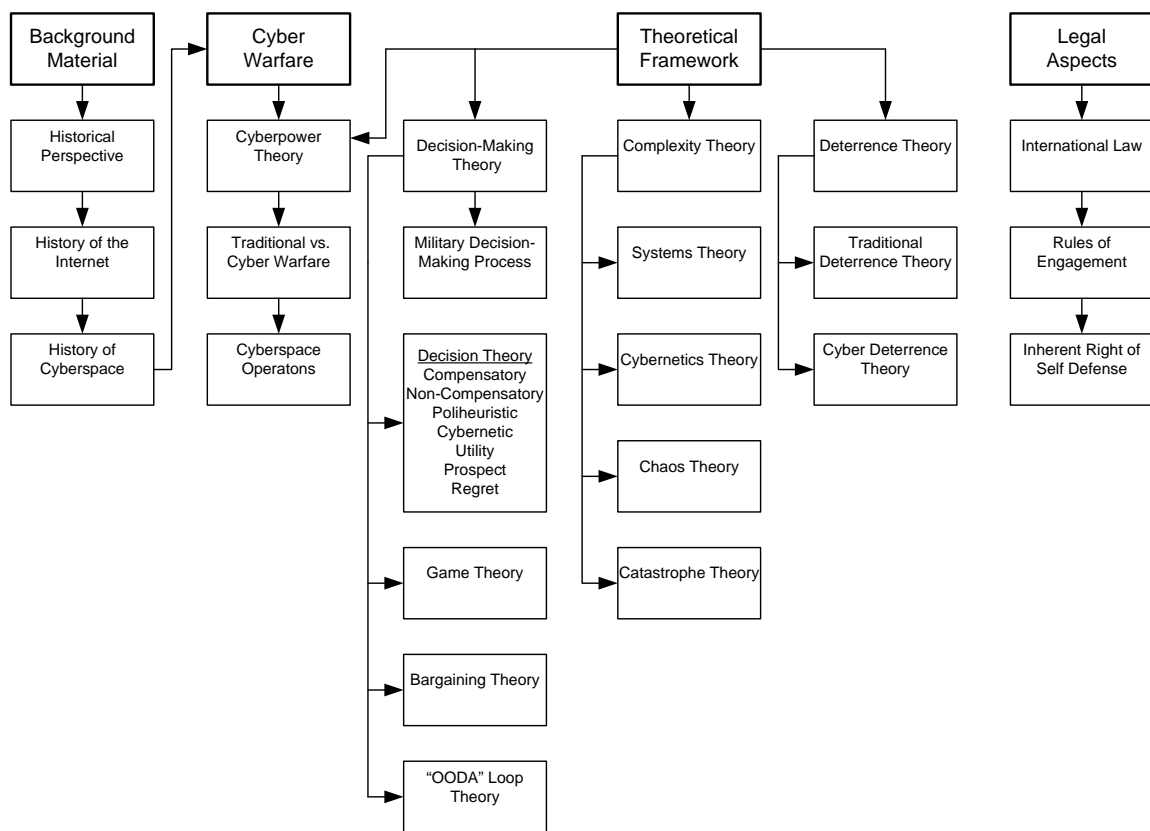 Background
Material
Cyber
Warfare
Theoretical
Framework
Legal
Aspects
Historical
Perspective
Cyberpower
Theory
Decision-Making
Theory
Complexity Theory
Deterrence Theory
International Law
History of the
Internet
Traditional vs.
Cyber Warfare
Military Decision-
Making Process
Systems Theory
Traditional
Deterrence Theory
Rules of
Engagement
History of
Cyberspace
Cyberspace
Operatons
Decision Theory
Compensatory
Non-Compensatory
Poliheuristic
Cybernetic
Utility
Prospect
Regret
Cybernetics Theory
Cyber Deterrence
Theory
Inherent Right of
Self Defense
Chaos Theory
Game Theory
Catastrophe Theory
Bargaining Theory
“OODA” Loop
Theory